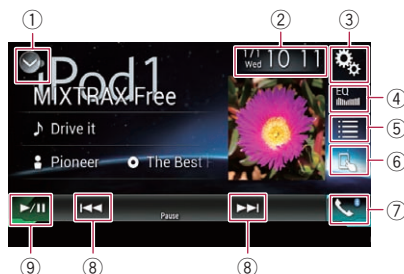 ① ② ③
iPod1
1/1 Wed 10 11
MIXTRAX Free
EQ ④
Drive it
⑤
Pioneer The Best
⑥
Pause
⑦
⑨ ⑧ ⑧